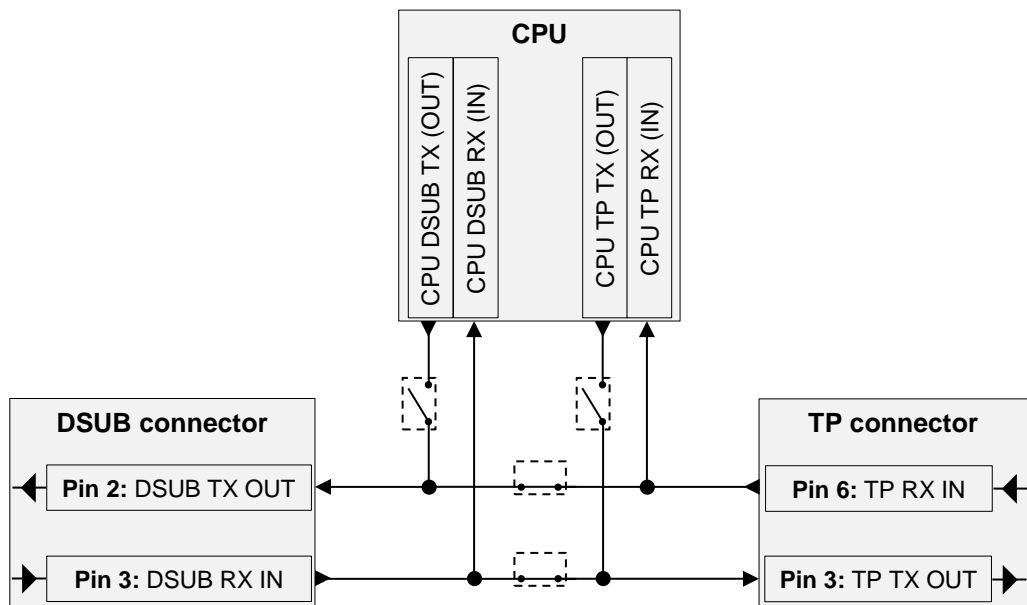 CPU
CPU DSUB TX (OUT)
CPU DSUB RX (IN)
CPU TP TX (OUT)
CPU TP RX (IN)
DSUB connector
Pin 2: DSUB TX OUT
Pin 3: DSUB RX IN
TP connector
Pin 6: TP RX IN
Pin 3: TP TX OUT